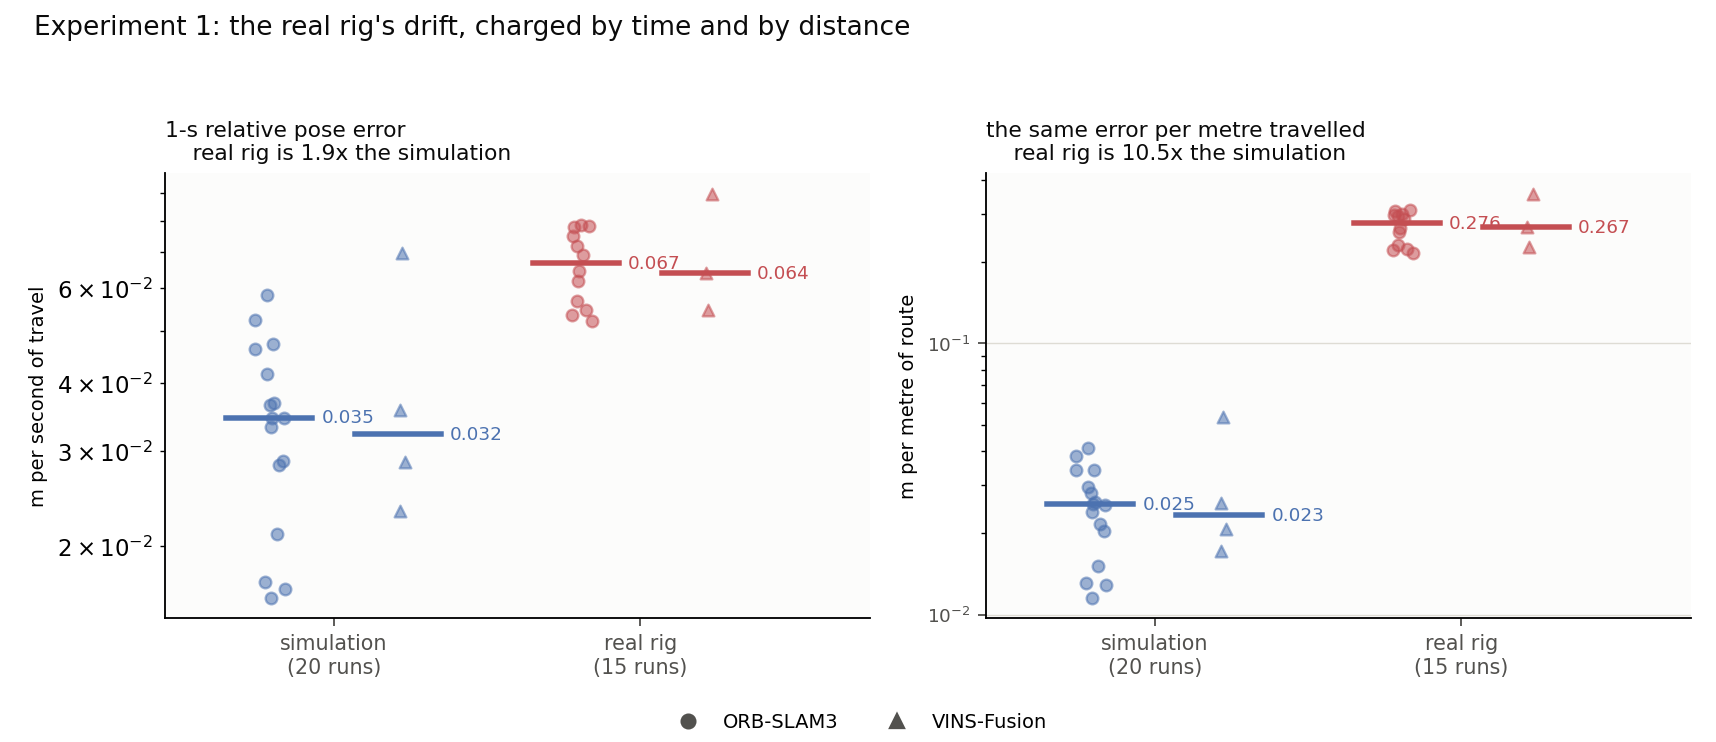 Experiment 1: the real rig's drift, charged by time and by distance
1-s relative pose error
real rig is 1.9x the simulation
m per second of travel
6 × 10⁻²
4 × 10⁻²
3 × 10⁻²
2 × 10⁻²
0.035
0.032
0.067
0.064
simulation
(20 runs)
real rig
(15 runs)
the same error per metre travelled
real rig is 10.5x the simulation
m per metre of route
10⁻¹
10⁻²
0.025
0.023
0.276
0.267
simulation
(20 runs)
real rig
(15 runs)
ORB-SLAM3
VINS-Fusion